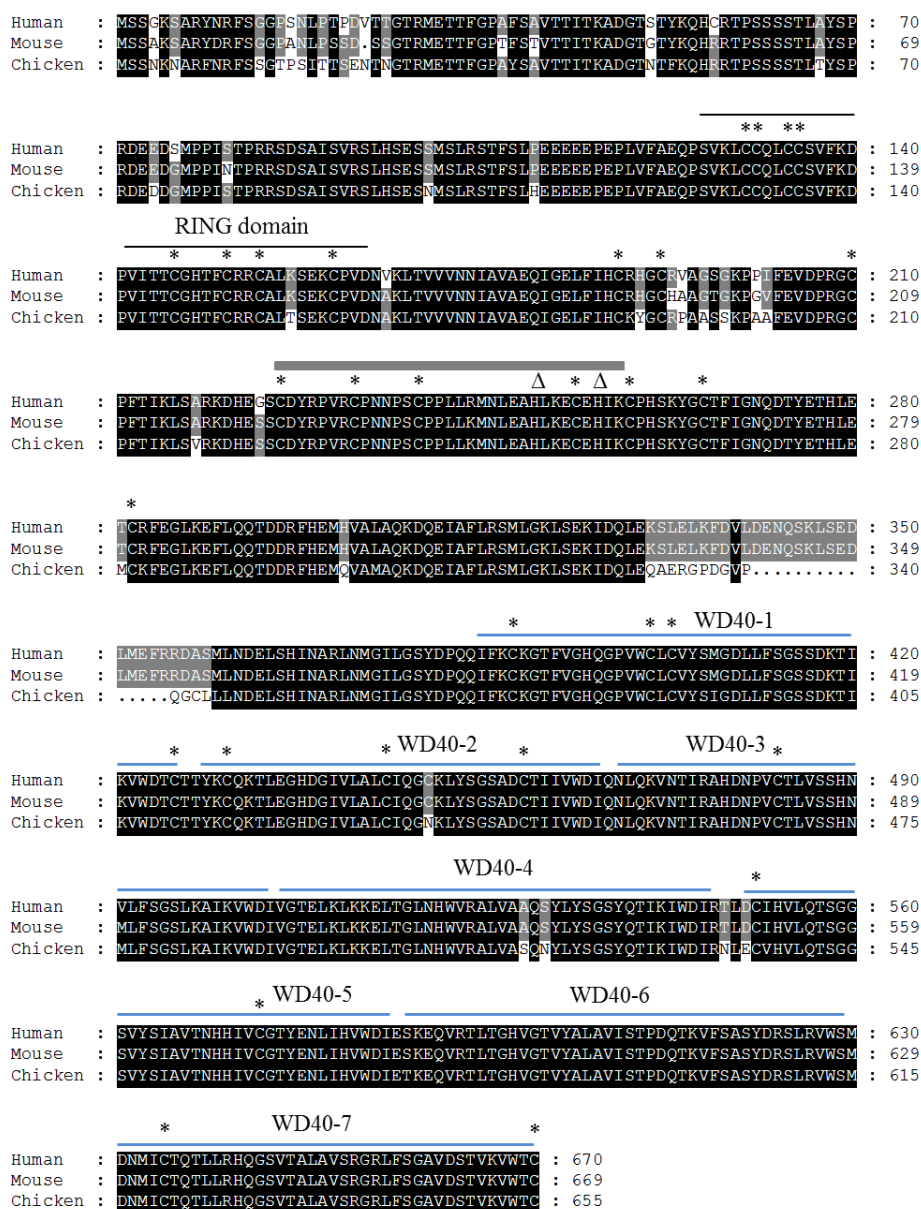 Human : MSSGKSARYNRFSGGPSNLPTPDVTTGTRMETTFGPAFSAVTTITKADGTSTYKQHCRTPSSSSTLAYSP : 70
Mouse : MSSAKSARYDRFSGGPANLPSSD.SSGTRMETTFGPTFSTVTTITKADGTGTYKQHRRTPSSSSTLAYSP : 69
Chicken : MSSNKNARFNRFSSGTPSITTSENTNGTRMETTFGPAYSAVTTITKADGTNTFKQHRRTPSSSSTLTYSP : 70
** **
Human : RDEEDSMPPISTPRRSDSAISVRSLHSESSMSLRSTFSLPEEEEEPEPLVFAEQPSVKLCCQLCCSVFKD : 140
Mouse : RDEEDGMPPINTPRRSDSAISVRSLHSESSMSLRSTFSLPEEEEEPEPLVFAEQPSVKLCCQLCCSVFKD : 139
Chicken : RDEDDGMPPISTPRRSDSAISVRSLHSESNMSLRSTFSLHEEEEEPEPLVFAEQPSVKLCCQLCCSVFKD : 140
RING domain
* * * * * * *
Human : PVITTCGHTFCRRCALKSEKCPVDNVKLTVVVNNIAVAEQIGELFIHCRHGCRVAGSGKPPIFEVDPRGC : 210
Mouse : PVITTCGHTFCRRCALKSEKCPVDNAKLTVVVNNIAVAEQIGELFIHCRHGCHAAGTGKPGVFEVDPRGC : 209
Chicken : PVITTCGHTFCRRCALTSEKCPVDNAKLTVVVNNIAVAEQIGELFIHCKYGCRPAASSKPAAFEVDPRGC : 210
* * * Δ * Δ * *
Human : PFTIKLSARKDHEGSCDYRPVRCPNNPSCPPLLRMNLEAHLKECEHIKCPHSKYGCTFIGNQDTYETHLE : 280
Mouse : PFTIKLSARKDHESSCDYRPVRCPNNPSCPPLLKMNLEAHLKECEHIKCPHSKYGCTFIGNQDTYETHLE : 279
Chicken : PFTIKLSVRKDHESSCDYRPVRCPNNPSCPPLLKMNLEAHLKECEHIKCPHSKYGCTFIGNQDTYETHLE : 280
*
Human : TCRFEGLKEFLQQTDDRFHEMHVALAQKDQEIAFLRSMLGKLSEKIDQLEKSLELKFDVLDENQSKLSED : 350
Mouse : TCRFEGLKEFLQQTDDRFHEMHVALAQKDQEIAFLRSMLGKLSEKIDQLEKSLELKFDVLDENQSKLSED : 349
Chicken : MCKFEGLKEFLQQTDDRFHEMQVAMAQKDQEIAFLRSMLGKLSEKIDQLEQAERGPDGVP.......... : 340
* * * WD40-1
Human : LMEFRRDASMLNDELSHINARLNMGILGSYDPQQIFKCKGTFVGHQGPVWCLCVYSMGDLLFSGSSDKTI : 420
Mouse : LMEFRRDASMLNDELSHINARLNMGILGSYDPQQIFKCKGTFVGHQGPVWCLCVYSMGDLLFSGSSDKTI : 419
Chicken : .....QGCLLLNDELSHINARLNMGILGSYDPQQIFKCKGTFVGHQGPVWCLCVYSIGDLLFSGSSDKTI : 405
* * * WD40-2 * WD40-3 *
Human : KVWDTCTTYKCQKTLEGHDGIVLALCIQGCKLYSGSADCTIIVWDIQNLQKVNTIRAHDNPVCTLVSSHN : 490
Mouse : KVWDTCTTYKCQKTLEGHDGIVLALCIQGCKLYSGSADCTIIVWDIQNLQKVNTIRAHDNPVCTLVSSHN : 489
Chicken : KVWDTCTTYKCQKTLEGHDGIVLALCIQGNKLYSGSADCTIIVWDIQNLQKVNTIRAHDNPVCTLVSSHN : 475
WD40-4 *
Human : VLFSGSLKAIKVWDIVGTELKLKKELTGLNHWVRALVAAQSYLYSGSYQTIKIWDIRTLDCIHVLQTSGG : 560
Mouse : MLFSGSLKAIKVWDIVGTELKLKKELTGLNHWVRALVAAQSYLYSGSYQTIKIWDIRTLDCIHVLQTSGG : 559
Chicken : MLFSGSLKAIKVWDIVGTELKLKKELTGLNHWVRALVASQNYLYSGSYQTIKIWDIRNLECVHVLQTSGG : 545
* WD40-5 WD40-6
Human : SVYSIAVTNHHIVCGTYENLIHVWDIESKEQVRTLTGHVGTVYALAVISTPDQTKVFSASYDRSLRVWSM : 630
Mouse : SVYSIAVTNHHIVCGTYENLIHVWDIESKEQVRTLTGHVGTVYALAVISTPDQTKVFSASYDRSLRVWSM : 629
Chicken : SVYSIAVTNHHIVCGTYENLIHVWDIETKEQVRTLTGHVGTVYALAVISTPDQTKVFSASYDRSLRVWSM : 615
* WD40-7 *
Human : DNMICTQTLLRHQGSVTALAVSRGRLFSGAVDSTVKVWTC : 670
Mouse : DNMICTQTLLRHQGSVTALAVSRGRLFSGAVDSTVKVWTC : 669
Chicken : DNMICTQTLLRHQGSVTALAVSRGRLFSGAVDSTVKVWTC : 655